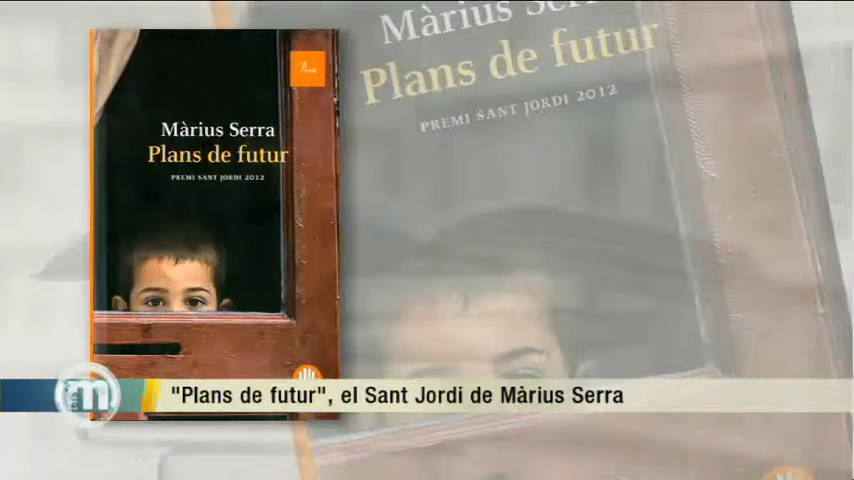 Màrius Serra
Plans de futur
PREMI SANT JORDI 2012
Màrius Serra
Plans de futur
PREMI SANT JORDI 2012
Proa
m
"Plans de futur", el Sant Jordi de Màrius Serra